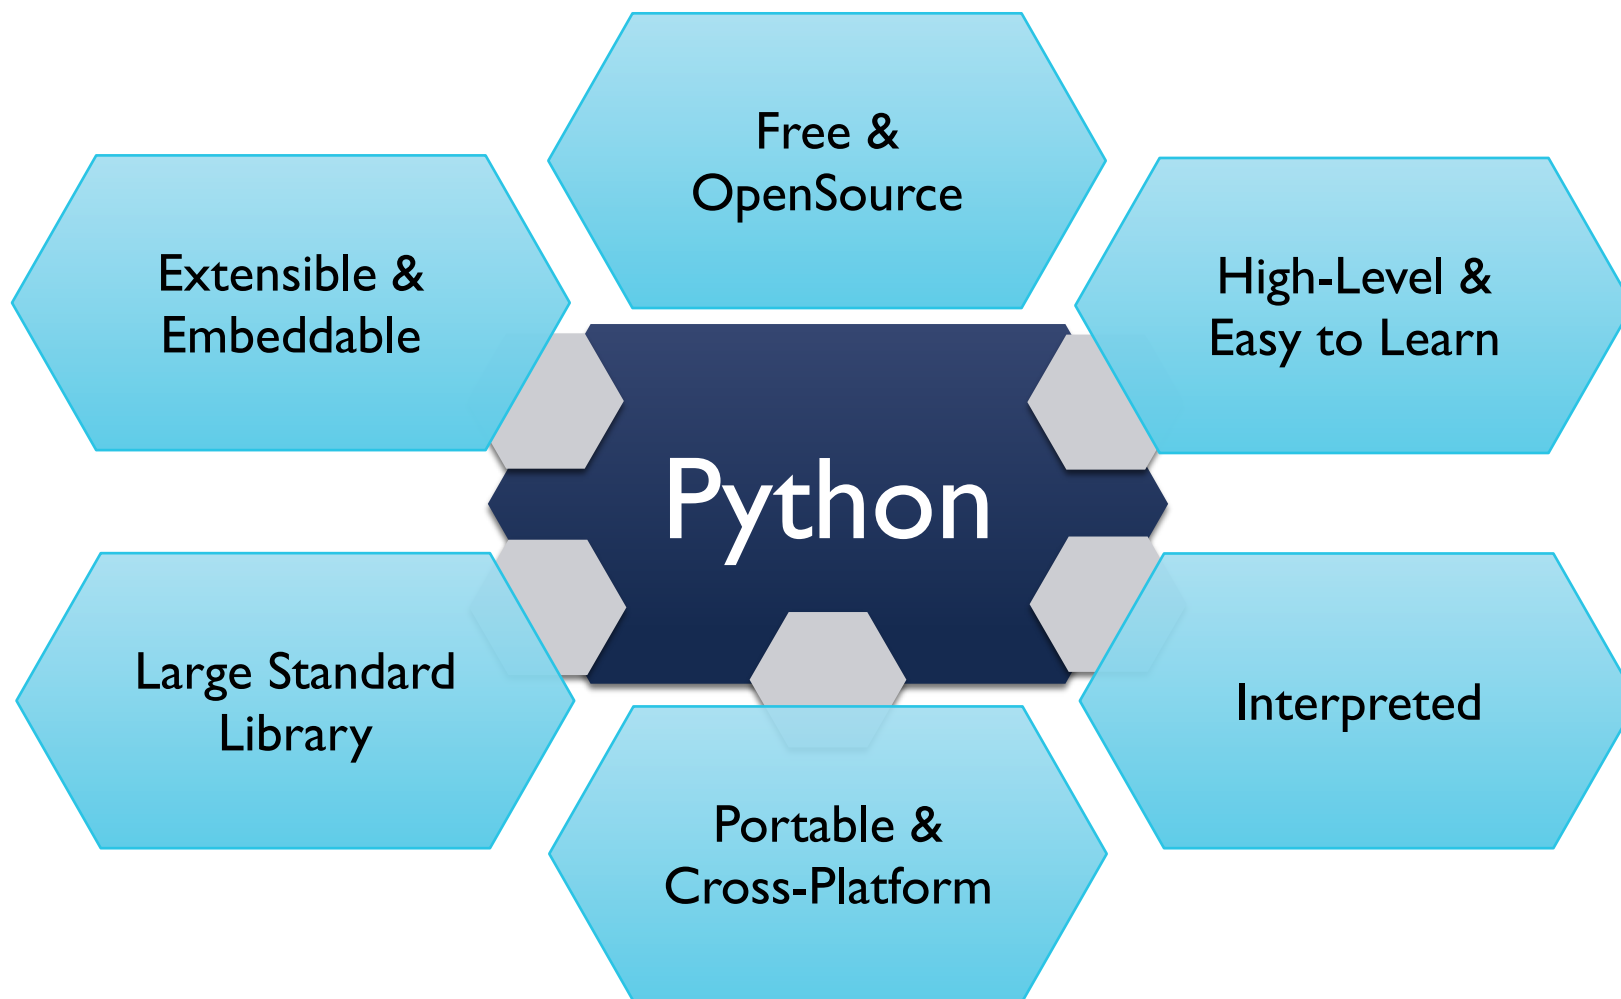 Free &
OpenSource
High-Level &
Easy to Learn
Interpreted
Portable &
Cross-Platform
Large Standard
Library
Extensible &
Embeddable
Python